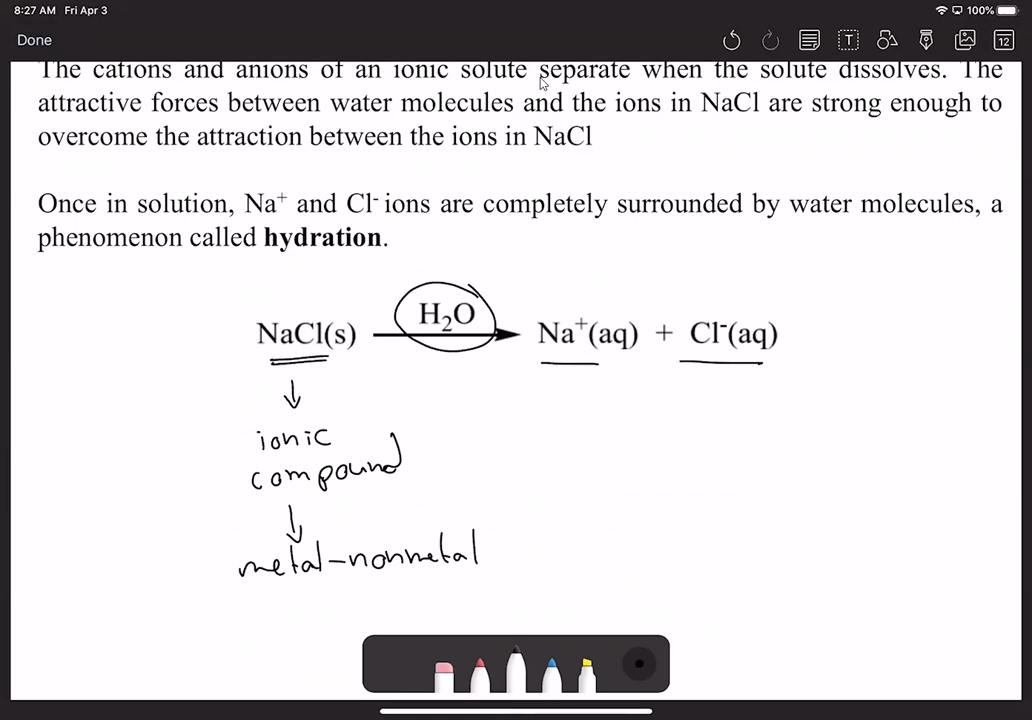 8:27 AM Fri Apr 3
100%
Done
T
12
The cations and anions of an ionic solute separate when the solute dissolves. The
attractive forces between water molecules and the ions in NaCl are strong enough to
overcome the attraction between the ions in NaCl
Once in solution, Na⁺ and Cl⁻ ions are completely surrounded by water molecules, a
phenomenon called hydration.
H₂O
NaCl(s) → Na⁺(aq) + Cl⁻(aq)
↓
ionic
compound
↓
metal-nonmetal